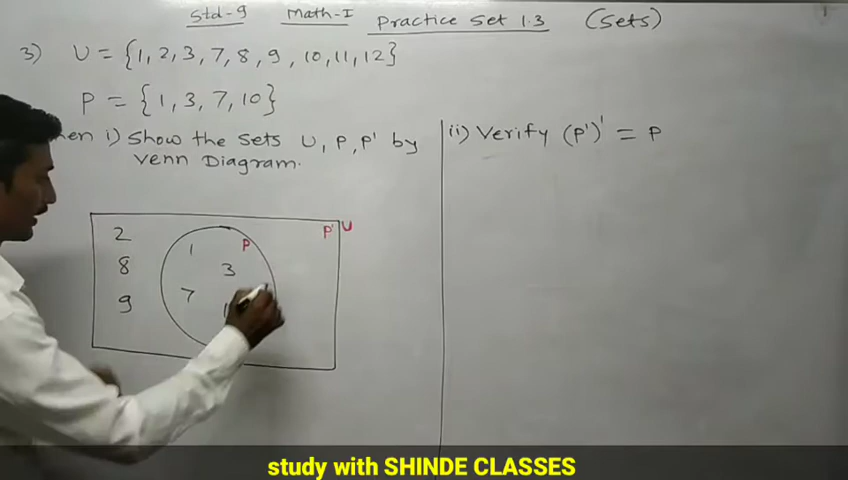 Std-9 Math-I Practice Set 1.3 (Sets)
3) U = {1, 2, 3, 7, 8, 9, 10, 11, 12}
P = {1, 3, 7, 10}
i) Show the sets U, P, P' by
Venn Diagram.
2
8
9
1
P
3
7
P' U
ii) Verify (P')' = P
study with SHINDE CLASSES